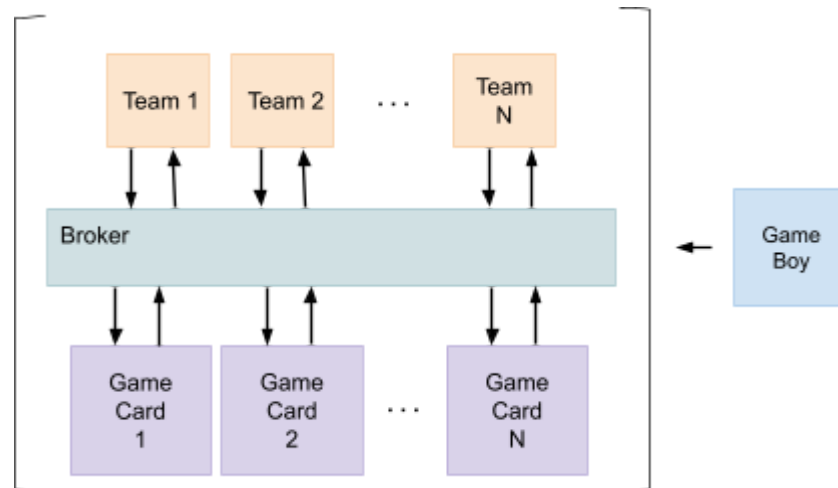 Team 1
Team 2
. . .
Team
N
Broker
Game
Boy
Game
Card
1
Game
Card
2
. . .
Game
Card
N